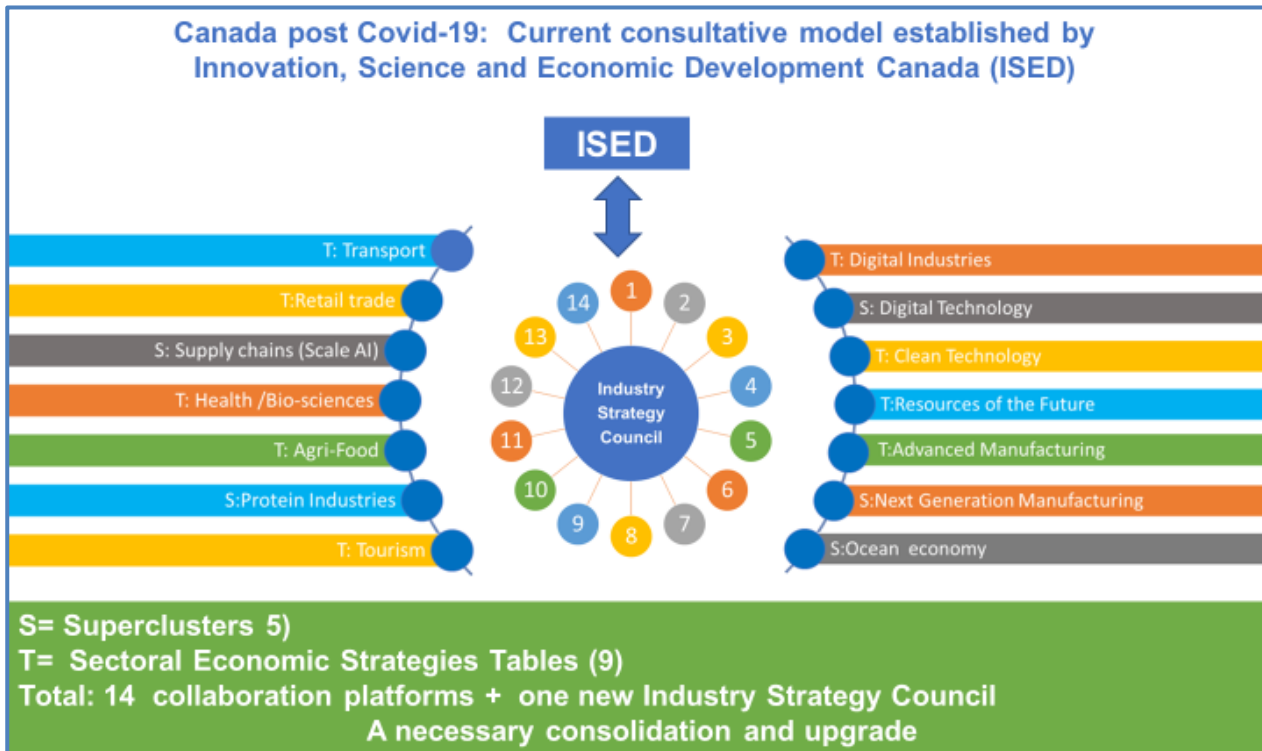 Canada post Covid-19: Current consultative model established by
Innovation, Science and Economic Development Canada (ISED)
ISED
T: Transport
T:Retail trade
S: Supply chains (Scale AI)
T: Health /Bio-sciences
T: Agri-Food
S:Protein Industries
T: Tourism
1
2
3
4
5
6
7
8
9
10
11
12
13
14
Industry
Strategy
Council
T: Digital Industries
S: Digital Technology
T: Clean Technology
T:Resources of the Future
T:Advanced Manufacturing
S:Next Generation Manufacturing
S:Ocean economy
S= Superclusters 5)
T= Sectoral Economic Strategies Tables (9)
Total: 14 collaboration platforms + one new Industry Strategy Council
A necessary consolidation and upgrade